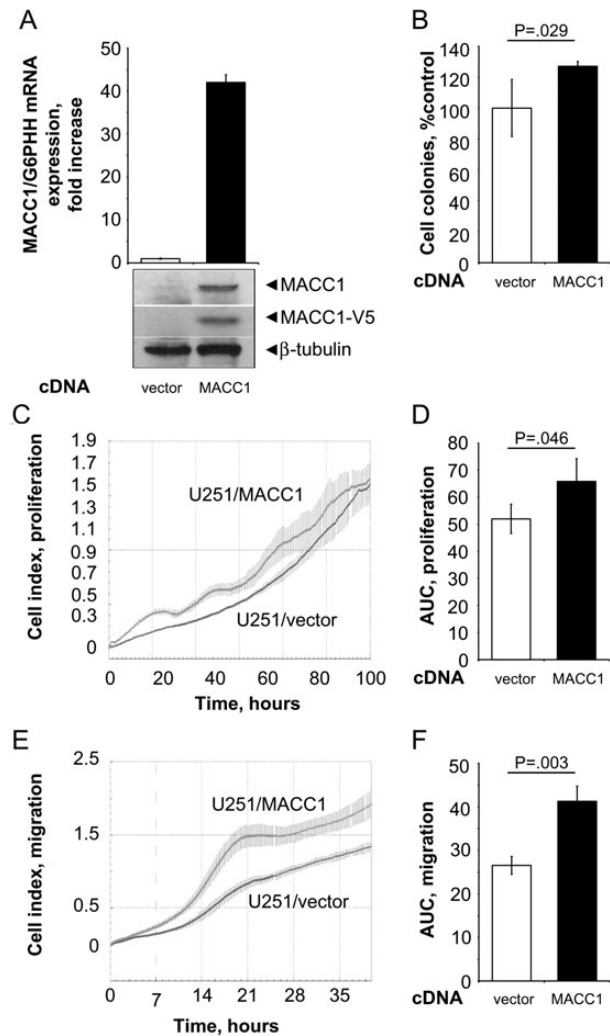 A
MACC1/G6PHH mRNA
expression,
fold increase
50
40
30
20
10
0
MACC1
MACC1-V5
β-tubulin
cDNA
vector
MACC1
B
P=.029
Cell colonies, %control
140
120
100
80
60
40
20
0
cDNA
vector
MACC1
C
Cell index, proliferation
1.9
1.7
1.5
1.3
1.1
0.9
0.7
0.5
0.3
0
U251/MACC1
U251/vector
0 20 40 60 80 100
Time, hours
D
P=.046
AUC, proliferation
80
70
60
50
40
30
20
10
0
cDNA
vector
MACC1
E
Cell index, migration
2.5
1.5
0.5
0
U251/MACC1
U251/vector
0 7 14 21 28 35
Time, hours
F
P=.003
AUC, migration
50
40
30
20
10
0
cDNA
vector
MACC1